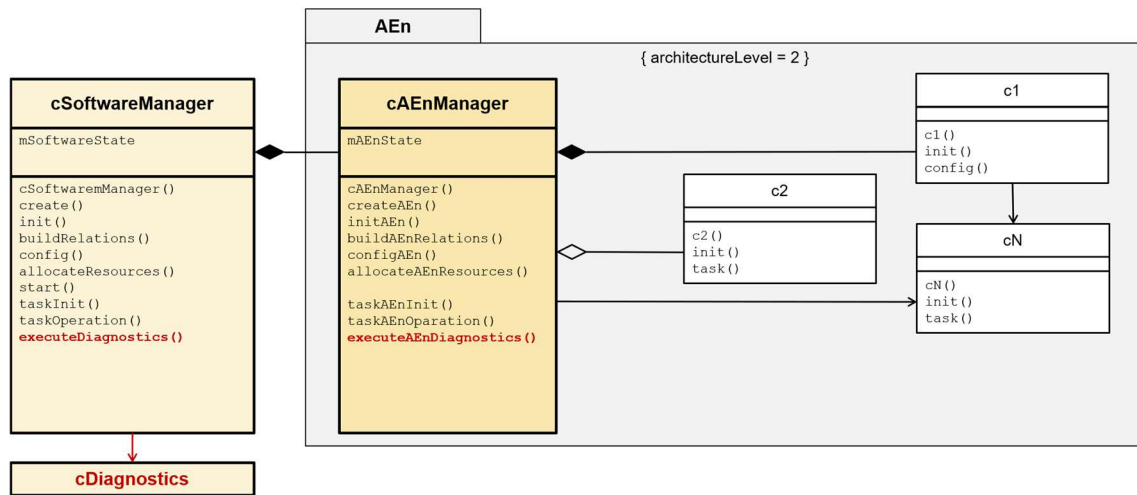 AEn
{ architectureLevel = 2 }
cSoftwareManager
mSoftwareState
cSoftwaremManager()
create()
init()
buildRelations()
config()
allocateResources()
start()
taskInit()
taskOperation()
executeDiagnostics()
cDiagnostics
cAEnManager
mAEnState
cAEnManager()
createAEn()
initAEn()
buildAEnRelations()
configAEn()
allocateAEnResources()
taskAEnInit()
taskAEnOparation()
executeAEnDiagnostics()
c2
c2()
init()
task()
c1
c1()
init()
config()
cN
cN()
init()
task()